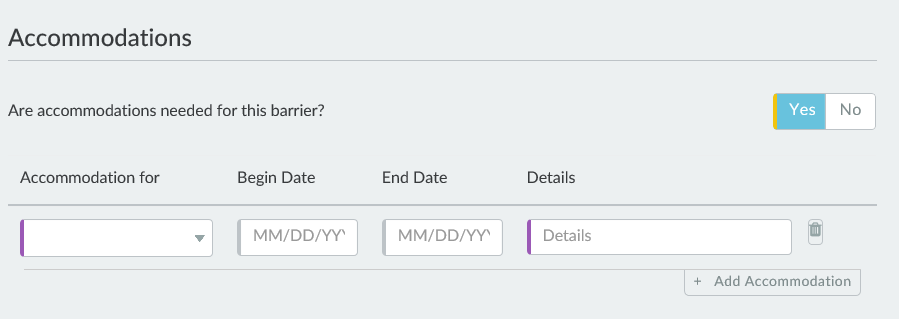 Accommodations
Are accommodations needed for this barrier? Yes No
Accommodation for Begin Date End Date Details
MM/DD/YY MM/DD/YY Details
+ Add Accommodation